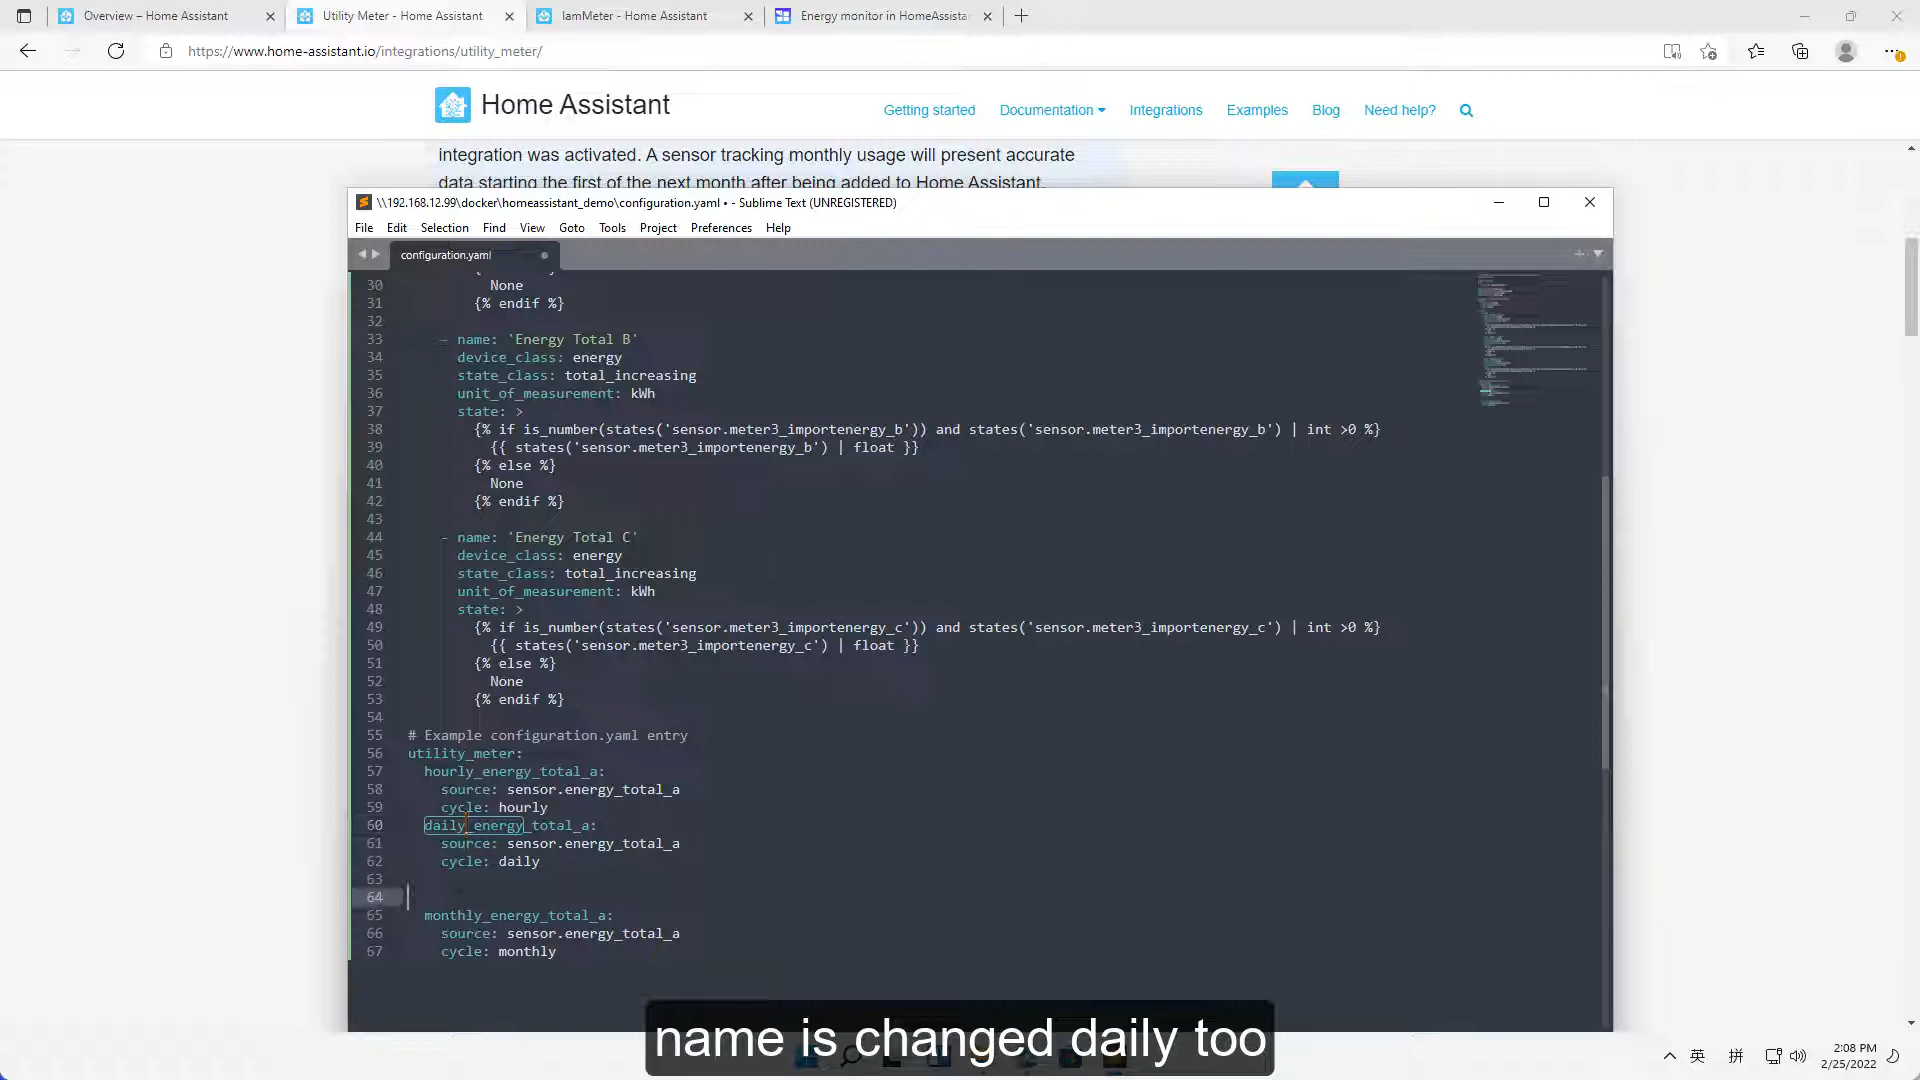 Overview – Home Assistant
Utility Meter - Home Assistant
IamMeter - Home Assistant
Energy monitor in HomeAssista
https://www.home-assistant.io/integrations/utility_meter/
Home Assistant
Getting started
Documentation
Integrations
Examples
Blog
Need help?
integration was activated. A sensor tracking monthly usage will present accurate
data starting the first of the next month after being added to Home Assistant.
\\192.168.12.99\docker\homeassistant_demo\configuration.yaml • - Sublime Text (UNREGISTERED)
File Edit Selection Find View Goto Tools Project Preferences Help
configuration.yaml
30 None
31 {% endif %}
32
33 - name: 'Energy Total B'
34 device_class: energy
35 state_class: total_increasing
36 unit_of_measurement: kWh
37 state: >
38 {% if is_number(states('sensor.meter3_importenergy_b')) and states('sensor.meter3_importenergy_b') | int >0 %}
39 {{ states('sensor.meter3_importenergy_b') | float }}
40 {% else %}
41 None
42 {% endif %}
43
44 - name: 'Energy Total C'
45 device_class: energy
46 state_class: total_increasing
47 unit_of_measurement: kWh
48 state: >
49 {% if is_number(states('sensor.meter3_importenergy_c')) and states('sensor.meter3_importenergy_c') | int >0 %}
50 {{ states('sensor.meter3_importenergy_c') | float }}
51 {% else %}
52 None
53 {% endif %}
54
55 # Example configuration.yaml entry
56 utility_meter:
57 hourly_energy_total_a:
58 source: sensor.energy_total_a
59 cycle: hourly
60 daily_energy_total_a:
61 source: sensor.energy_total_a
62 cycle: daily
63
64
65 monthly_energy_total_a:
66 source: sensor.energy_total_a
67 cycle: monthly
name is changed daily too
英
拼
2:08 PM
2/25/2022